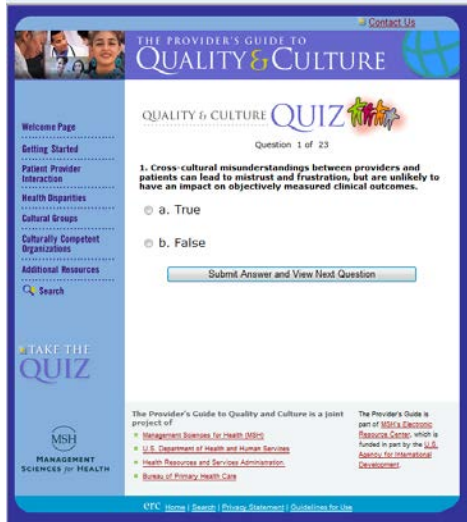 Contact Us
THE PROVIDER'S GUIDE TO
QUALITY & CULTURE
QUALITY & CULTURE QUIZ
Question 1 of 23
Welcome Page
Getting Started
Patient Provider
Interaction
Health Disparities
Cultural Groups
Culturally Competent
Organizations
Additional Resources
Search
TAKE THE
QUIZ
MSH
MANAGEMENT
SCIENCES for HEALTH
1. Cross-cultural misunderstandings between providers and
patients can lead to mistrust and frustration, but are unlikely to
have an impact on objectively measured clinical outcomes.
a. True
b. False
Submit Answer and View Next Question
The Provider's Guide to Quality and Culture is a joint
project of
Management Sciences for Health (MSH)
U.S. Department of Health and Human Services
Health Resources and Services Administration.
Bureau of Primary Health Care
The Provider's Guide is
part of MSH's Electronic
Resource Center, which is
funded in part by the U.S.
Agency for International
Development.
erc Home | Search | Privacy Statement | Guidelines for Use